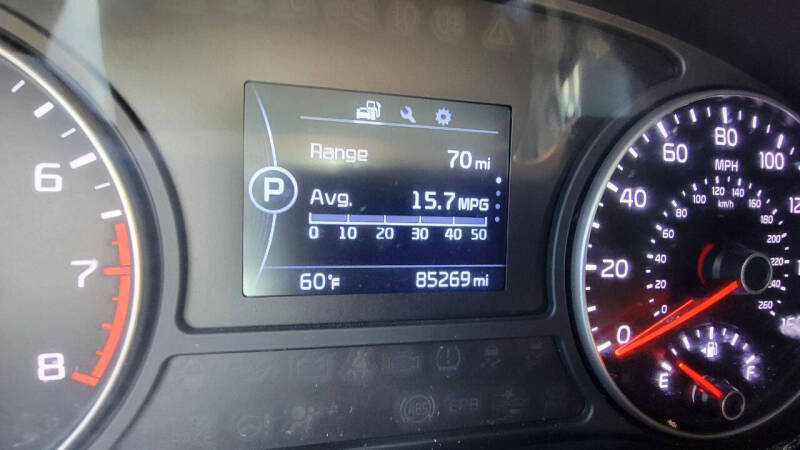 Range 70 mi
P
Avg. 15.7 MPG
0 10 20 30 40 50
60°F 85269 mi
6
7
8
0 20 40 60 80 100
MPH
0 20 40 60 80 100 120 140 160 180 200 220 240 260
km/h
E F
ABS
EPB